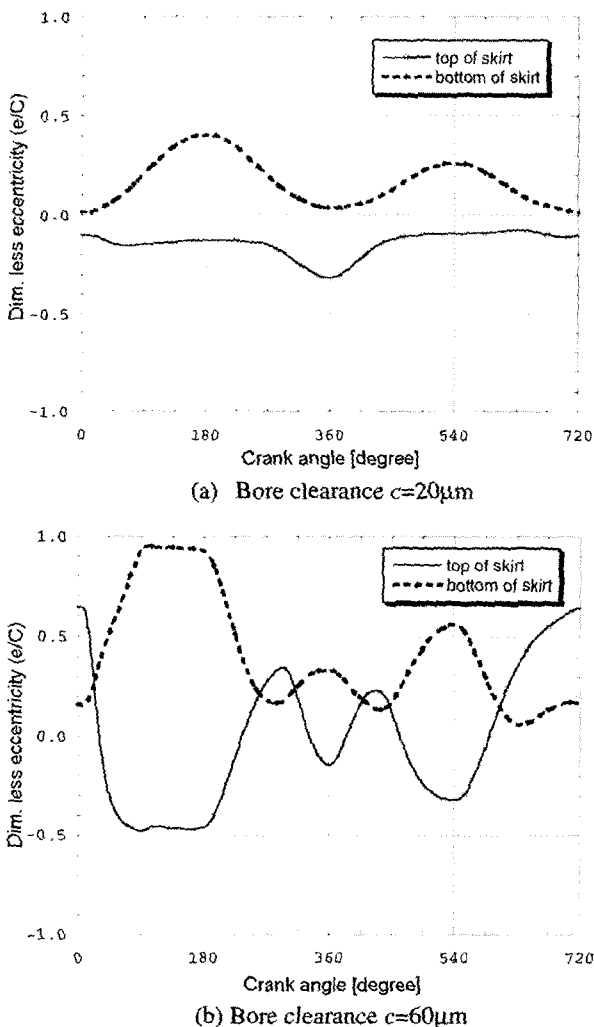 1.0
top of skirt
bottom of skirt
0.5
0.0
-0.5
-1.0
Dim. less eccentricity (e/C)
0 180 360 540 720
Crank angle [degree]
(a) Bore clearance c=20μm
1.0
top of skirt
bottom of skirt
0.5
0.0
-0.5
-1.0
Dim. less eccentricity (e/C)
0 180 360 540 720
Crank angle [degree]
(b) Bore clearance c=60μm